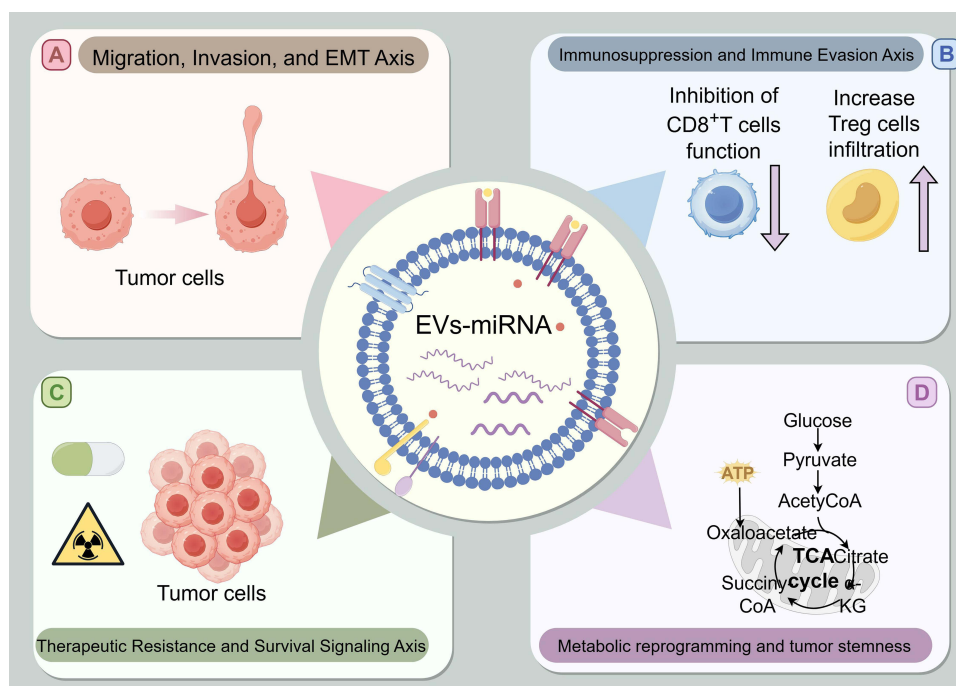 A
Migration, Invasion, and EMT Axis
Tumor cells
Immunosuppression and Immune Evasion Axis
B
Inhibition of
CD8+T cells
function
Increase
Treg cells
infiltration
EVs-miRNA
C
Tumor cells
Therapeutic Resistance and Survival Signaling Axis
D
Glucose
Pyruvate
ATP
AcetyCoA
Oxaloacetate
TCA
Citrate
Succiny-
cycle
α-
CoA
KG
Metabolic reprogramming and tumor stemness